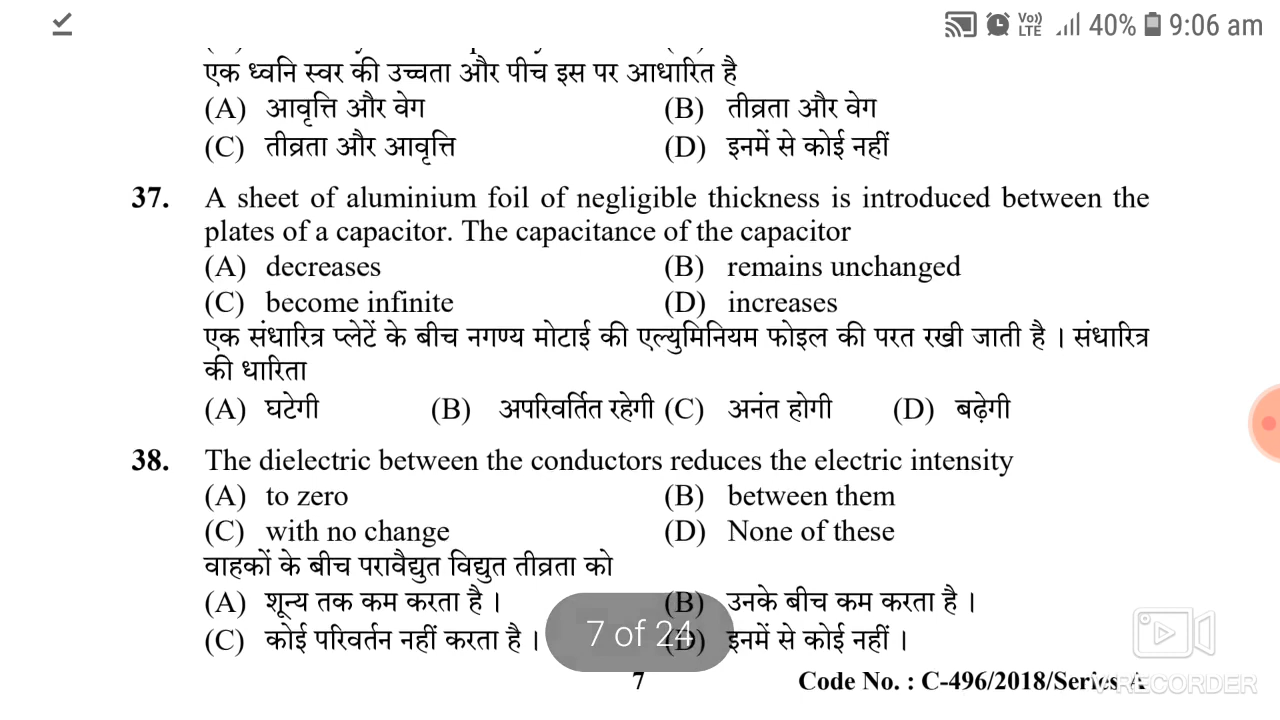 Vo)) LTE 40% 9:06 am
एक ध्वनि स्वर की उच्चता और पीच इस पर आधारित है
(A) आवृत्ति और वेग (B) तीव्रता और वेग
(C) तीव्रता और आवृत्ति (D) इनमें से कोई नहीं
37. A sheet of aluminium foil of negligible thickness is introduced between the
plates of a capacitor. The capacitance of the capacitor
(A) decreases (B) remains unchanged
(C) become infinite (D) increases
एक संधारित्र प्लेटें के बीच नगण्य मोटाई की एल्युमिनियम फोइल की परत रखी जाती है । संधारित्र
की धारिता
(A) घटेगी (B) अपरिवर्तित रहेगी (C) अनंत होगी (D) बढ़ेगी
38. The dielectric between the conductors reduces the electric intensity
(A) to zero (B) between them
(C) with no change (D) None of these
वाहकों के बीच परावैद्युत विद्युत तीव्रता को
(A) शून्य तक कम करता है । (B) उनके बीच कम करता है ।
(C) कोई परिवर्तन नहीं करता है । (D) इनमें से कोई नहीं ।
7 of 24
7 Code No. : C-496/2018/Series-A
V RECORDER